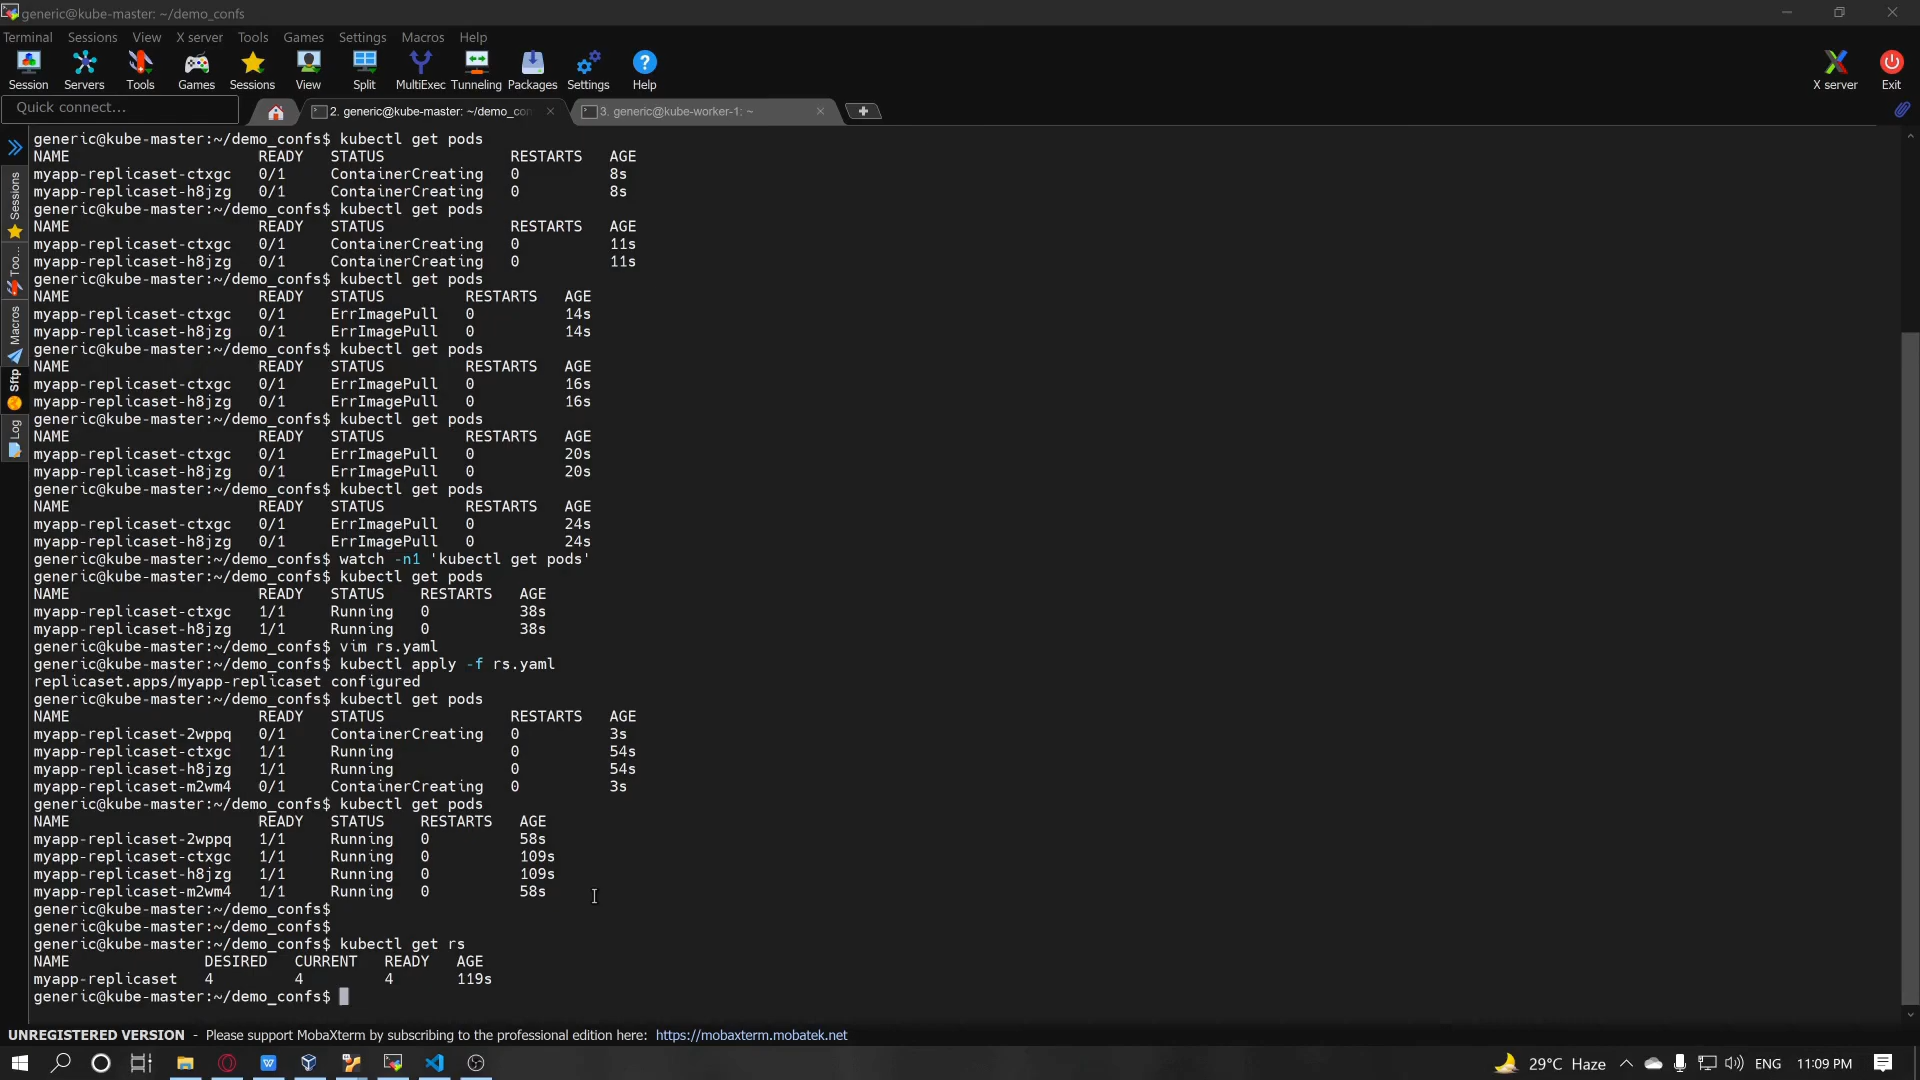 generic@kube-master: ~/demo_confs
Terminal Sessions View X server Tools Games Settings Macros Help
Session Servers Tools Games Sessions View Split MultiExec Tunneling Packages Settings Help X server Exit
Quick connect...
2. generic@kube-master: ~/demo_con
3. generic@kube-worker-1: ~
Sessions
Too...
Macros
Sftp
Log
generic@kube-master:~/demo_confs$ kubectl get pods
NAME READY STATUS RESTARTS AGE
myapp-replicaset-ctxgc 0/1 ContainerCreating 0 8s
myapp-replicaset-h8jzg 0/1 ContainerCreating 0 8s
generic@kube-master:~/demo_confs$ kubectl get pods
NAME READY STATUS RESTARTS AGE
myapp-replicaset-ctxgc 0/1 ContainerCreating 0 11s
myapp-replicaset-h8jzg 0/1 ContainerCreating 0 11s
generic@kube-master:~/demo_confs$ kubectl get pods
NAME READY STATUS RESTARTS AGE
myapp-replicaset-ctxgc 0/1 ErrImagePull 0 14s
myapp-replicaset-h8jzg 0/1 ErrImagePull 0 14s
generic@kube-master:~/demo_confs$ kubectl get pods
NAME READY STATUS RESTARTS AGE
myapp-replicaset-ctxgc 0/1 ErrImagePull 0 16s
myapp-replicaset-h8jzg 0/1 ErrImagePull 0 16s
generic@kube-master:~/demo_confs$ kubectl get pods
NAME READY STATUS RESTARTS AGE
myapp-replicaset-ctxgc 0/1 ErrImagePull 0 20s
myapp-replicaset-h8jzg 0/1 ErrImagePull 0 20s
generic@kube-master:~/demo_confs$ kubectl get pods
NAME READY STATUS RESTARTS AGE
myapp-replicaset-ctxgc 0/1 ErrImagePull 0 24s
myapp-replicaset-h8jzg 0/1 ErrImagePull 0 24s
generic@kube-master:~/demo_confs$ watch -n1 'kubectl get pods'
generic@kube-master:~/demo_confs$ kubectl get pods
NAME READY STATUS RESTARTS AGE
myapp-replicaset-ctxgc 1/1 Running 0 38s
myapp-replicaset-h8jzg 1/1 Running 0 38s
generic@kube-master:~/demo_confs$ vim rs.yaml
generic@kube-master:~/demo_confs$ kubectl apply -f rs.yaml
replicaset.apps/myapp-replicaset configured
generic@kube-master:~/demo_confs$ kubectl get pods
NAME READY STATUS RESTARTS AGE
myapp-replicaset-2wppq 0/1 ContainerCreating 0 3s
myapp-replicaset-ctxgc 1/1 Running 0 54s
myapp-replicaset-h8jzg 1/1 Running 0 54s
myapp-replicaset-m2wm4 0/1 ContainerCreating 0 3s
generic@kube-master:~/demo_confs$ kubectl get pods
NAME READY STATUS RESTARTS AGE
myapp-replicaset-2wppq 1/1 Running 0 58s
myapp-replicaset-ctxgc 1/1 Running 0 109s
myapp-replicaset-h8jzg 1/1 Running 0 109s
myapp-replicaset-m2wm4 1/1 Running 0 58s
generic@kube-master:~/demo_confs$
generic@kube-master:~/demo_confs$
generic@kube-master:~/demo_confs$ kubectl get rs
NAME DESIRED CURRENT READY AGE
myapp-replicaset 4 4 4 119s
generic@kube-master:~/demo_confs$
UNREGISTERED VERSION - Please support MobaXterm by subscribing to the professional edition here: https://mobaxterm.mobatek.net
29°C Haze ENG 11:09 PM